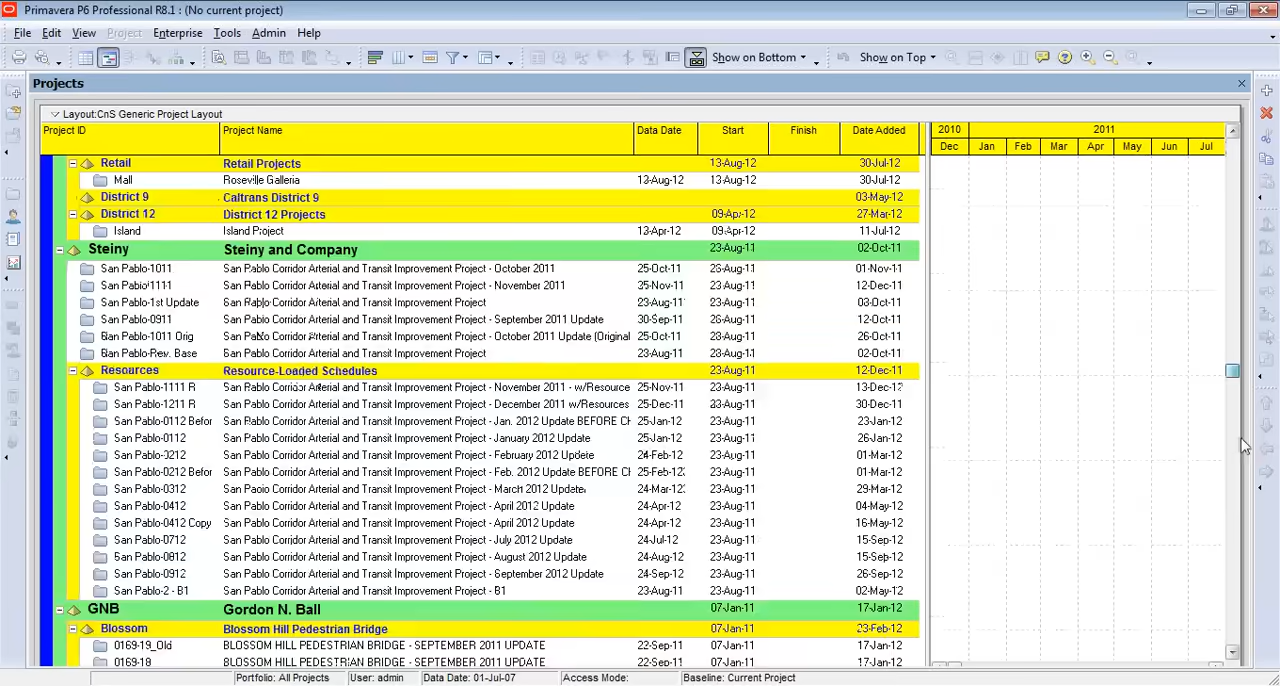 Primavera P6 Professional R8.1 : (No current project)
File Edit View Project Enterprise Tools Admin Help
Show on Bottom Show on Top
Projects
Layout:CnS Generic Project Layout
Project ID Project Name Data Date Start Finish Date Added 2010 2011
Dec Jan Feb Mar Apr May Jun Jul
Retail Retail Projects 13-Aug-12 30-Jul-12
Mall Roseville Galleria 13-Aug-12 13-Aug-12 30-Jul-12
District 9 Caltrans District 9 03-May-12
District 12 District 12 Projects 09-Apr-12 27-Mar-12
Island Island Project 13-Apr-12 09-Apr-12 11-Jul-12
Steiny Steiny and Company 23-Aug-11 02-Oct-11
San Pablo-1011 San Pablo Corridor Arterial and Transit Improvement Project - October 2011 25-Oct-11 23-Aug-11 01-Nov-11
San Pablo-1111 San Pablo Corridor Arterial and Transit Improvement Project - November 2011 25-Nov-11 23-Aug-11 12-Dec-11
San Pablo-1st Update San Pablo Corridor Arterial and Transit Improvement Project 23-Aug-11 23-Aug-11 03-Oct-11
San Pablo-0911 San Pablo Corridor Arterial and Transit Improvement Project - September 2011 Update 30-Sep-11 23-Aug-11 12-Oct-11
San Pablo-1011 Orig San Pablo Corridor Arterial and Transit Improvement Project - October 2011 Update (Original 25-Oct-11 23-Aug-11 26-Oct-11
San Pablo-Rev. Base San Pablo Corridor Arterial and Transit Improvement Project 23-Aug-11 23-Aug-11 02-Oct-11
Resources Resource-Loaded Schedules 23-Aug-11 12-Dec-11
San Pablo-1111 R San Pablo Corridor Arterial and Transit Improvement Project - November 2011 - w/Resource 25-Nov-11 23-Aug-11 13-Dec-12
San Pablo-1211 R San Pablo Corridor Arterial and Transit Improvement Project - December 2011 w/Resources 25-Dec-11 23-Aug-11 30-Dec-11
San Pablo-0112 Befor San Pablo Corridor Arterial and Transit Improvement Project - Jan. 2012 Update BEFORE CH 25-Jan-12 23-Aug-11 23-Jan-12
San Pablo-0112 San Pablo Corridor Arterial and Transit Improvement Project - January 2012 Update 25-Jan-12 23-Aug-11 26-Jan-12
San Pablo-0212 San Pablo Corridor Arterial and Transit Improvement Project - February 2012 Update 24-Feb-12 23-Aug-11 01-Mar-12
San Pablo-0212 Befor San Pablo Corridor Arterial and Transit Improvement Project - Feb. 2012 Update BEFORE CH 25-Feb-12 23-Aug-11 01-Mar-12
San Pablo-0312 San Pablo Corridor Arterial and Transit Improvement Project - March 2012 Update 24-Mar-12 23-Aug-11 29-Mar-12
San Pablo-0412 San Pablo Corridor Arterial and Transit Improvement Project - April 2012 Update 24-Apr-12 23-Aug-11 04-May-12
San Pablo-0412 Copy San Pablo Corridor Arterial and Transit Improvement Project - April 2012 Update 24-Apr-12 23-Aug-11 16-May-12
San Pablo-0712 San Pablo Corridor Arterial and Transit Improvement Project - July 2012 Update 24-Jul-12 23-Aug-11 15-Sep-12
San Pablo-0812 San Pablo Corridor Arterial and Transit Improvement Project - August 2012 Update 24-Aug-12 23-Aug-11 15-Sep-12
San Pablo-0912 San Pablo Corridor Arterial and Transit Improvement Project - September 2012 Update 24-Sep-12 23-Aug-11 26-Sep-12
San Pablo-2 - B1 San Pablo Corridor Arterial and Transit Improvement Project - B1 23-Aug-11 23-Aug-11 02-May-12
GNB Gordon N. Ball 07-Jan-11 17-Jan-12
Blossom Blossom Hill Pedestrian Bridge 07-Jan-11 23-Feb-12
0169-19_Old BLOSSOM HILL PEDESTRIAN BRIDGE - SEPTEMBER 2011 UPDATE 22-Sep-11 07-Jan-11 17-Jan-12
0169-18 BLOSSOM HILL PEDESTRIAN BRIDGE - SEPTEMBER 2011 UPDATE 22-Sep-11 07-Jan-11 17-Jan-12
Portfolio: All Projects User: admin Data Date: 01-Jul-07 Access Mode: Baseline: Current Project